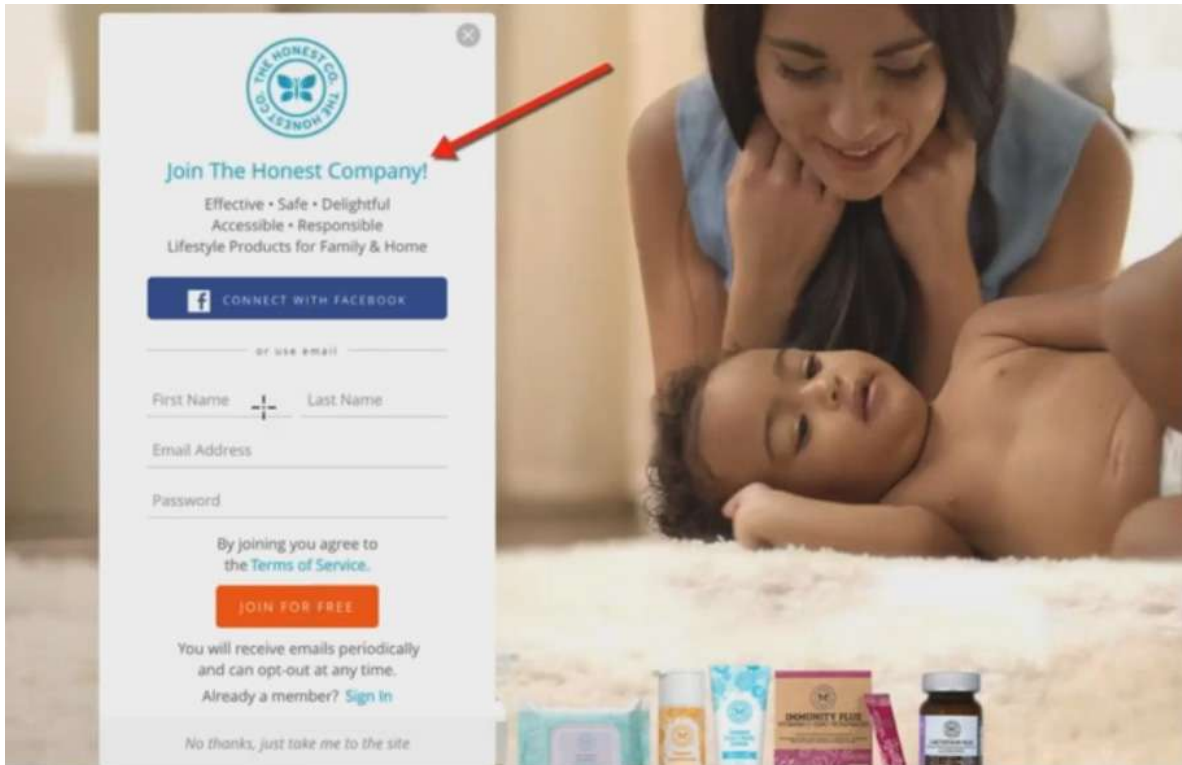 THE HONEST CO. THE HONEST CO.
Join The Honest Company!
Effective • Safe • Delightful
Accessible • Responsible
Lifestyle Products for Family & Home
f CONNECT WITH FACEBOOK
or use email
First Name Last Name
Email Address
Password
By joining you agree to
the Terms of Service.
JOIN FOR FREE
You will receive emails periodically
and can opt-out at any time.
Already a member? Sign In
No thanks, just take me to the site
IMMUNITY PLUS